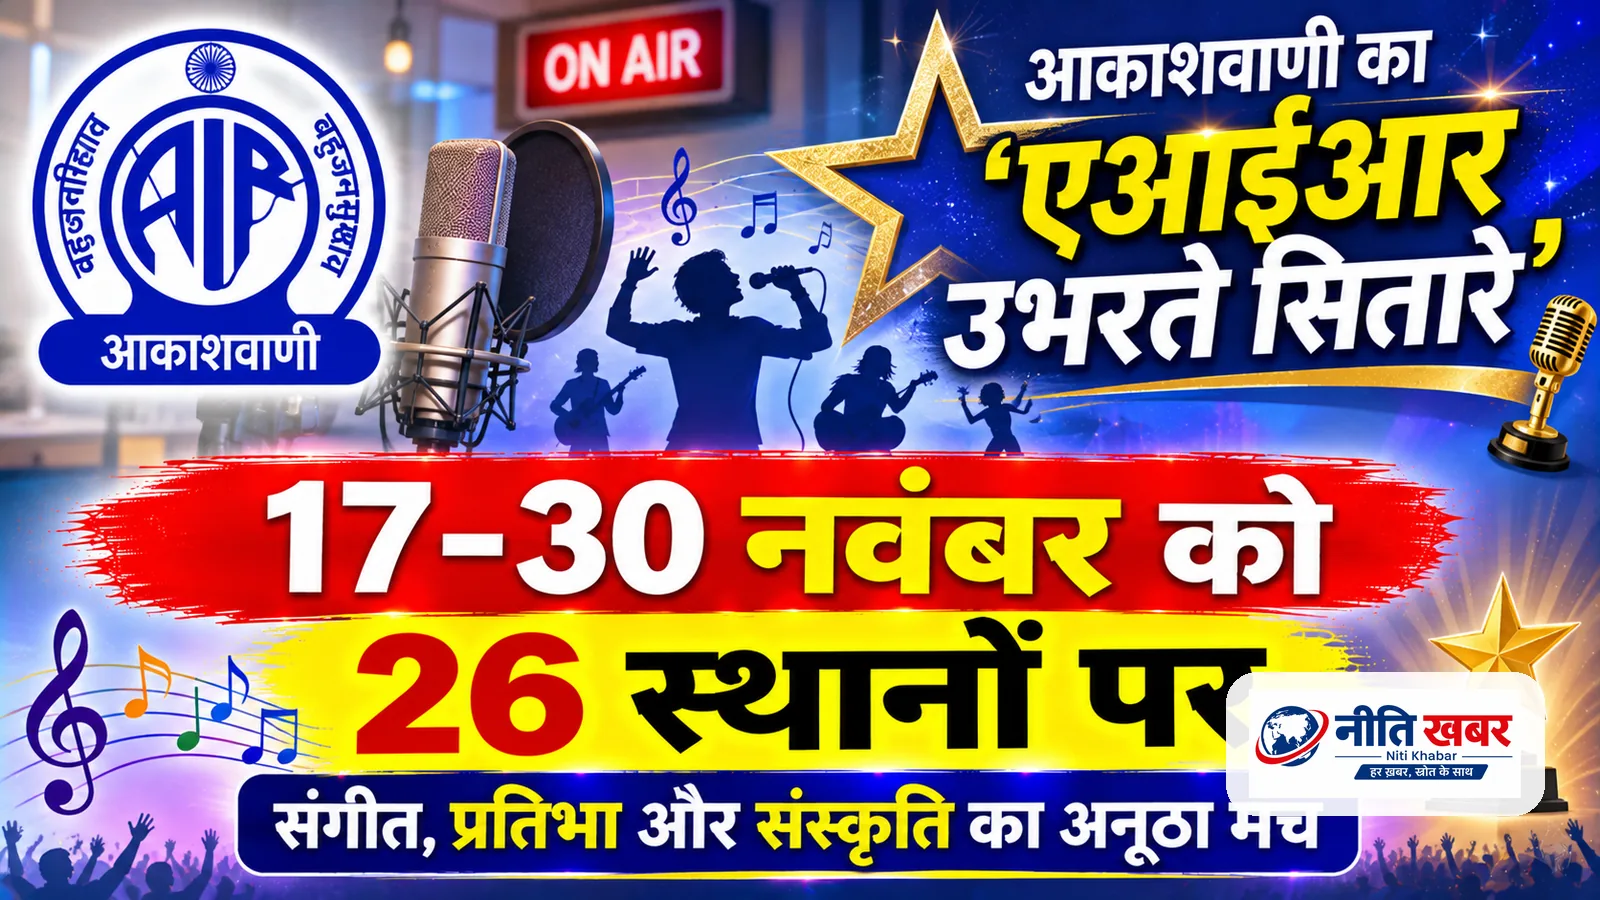 बहुजनहिताय
बहुजनसुखाय
AIR
आकाशवाणी
ON AIR
आकाशवाणी का
‘एआईआर
उभरते सितारे’
17-30 नवंबर को
26 स्थानों पर
संगीत, प्रतिभा और संस्कृति का अनूठा मंच
नीति खबर
Niti Khabar
हर ख़बर, स्रोत के साथ